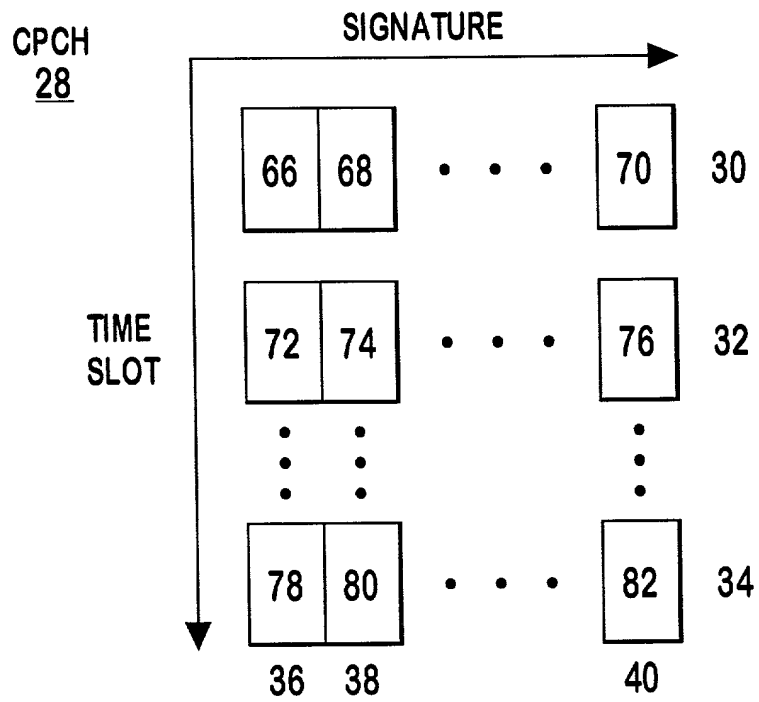 CPCH
28
SIGNATURE
66 68 • • • 70 30
TIME
SLOT
72 74 • • • 76 32
78 80 • • • 82 34
36 38 40